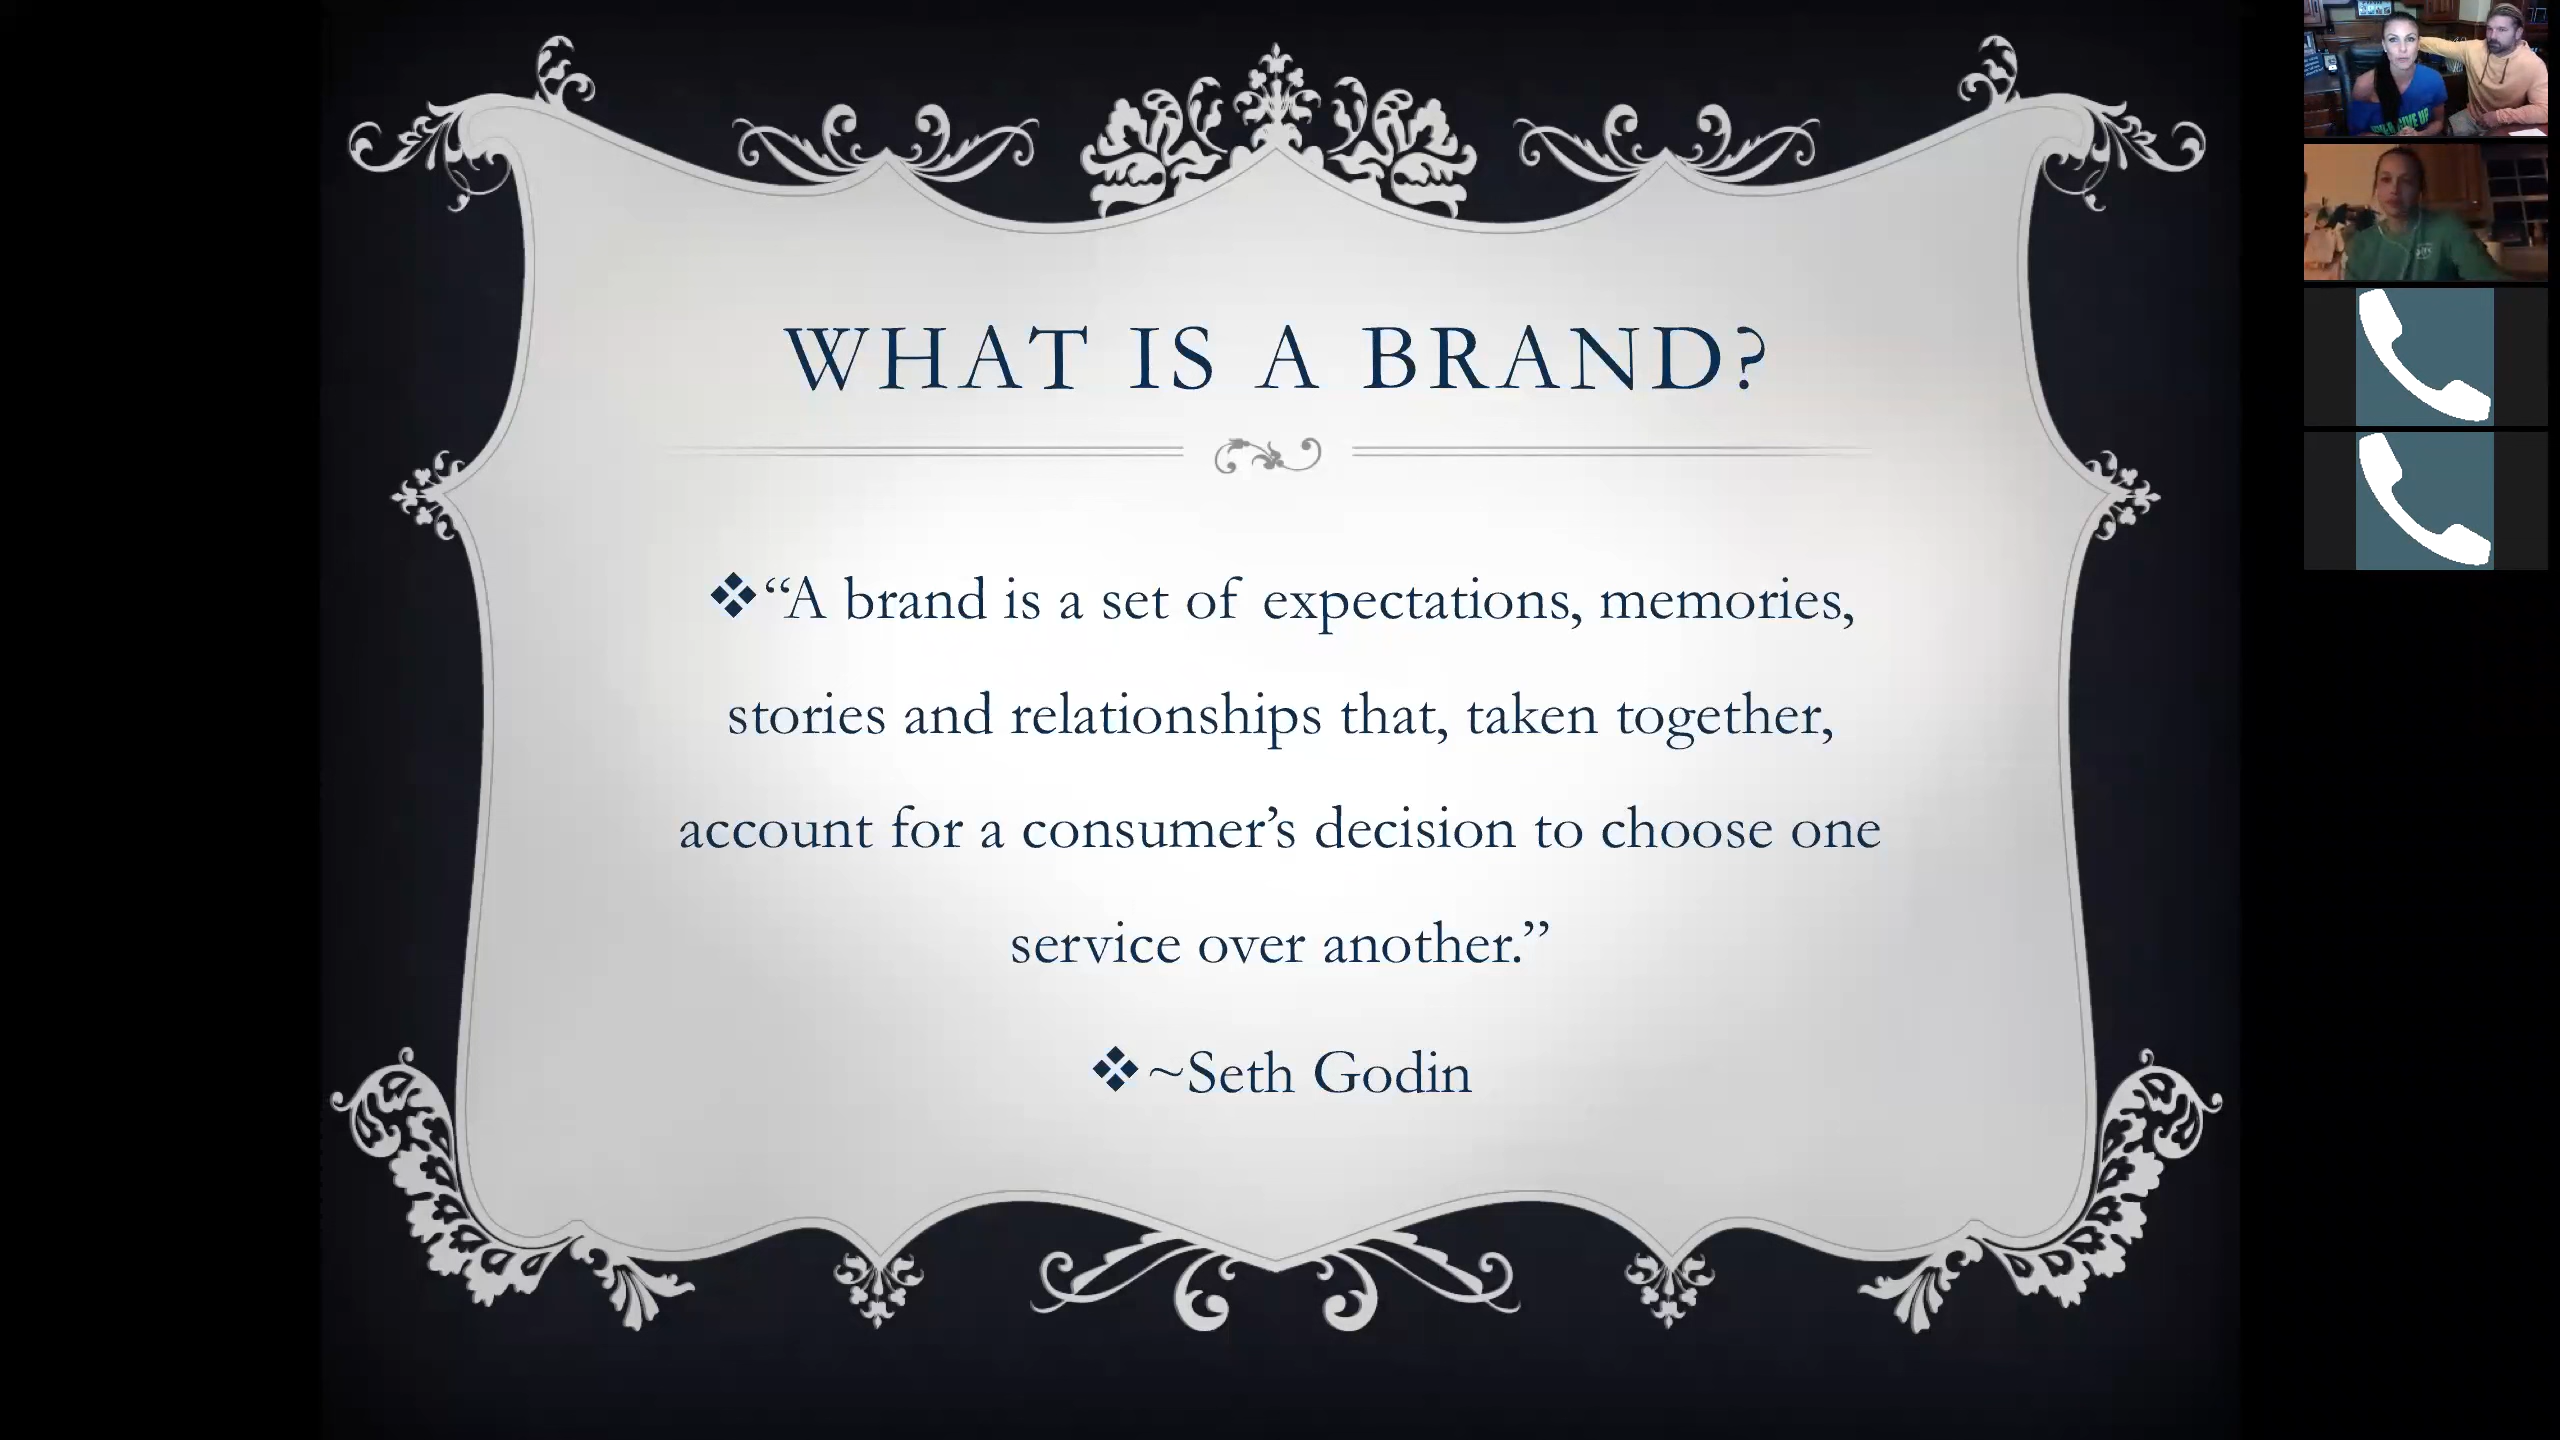 WHAT IS A BRAND?
❖“A brand is a set of expectations, memories,
stories and relationships that, taken together,
account for a consumer’s decision to choose one
service over another.”
❖~Seth Godin